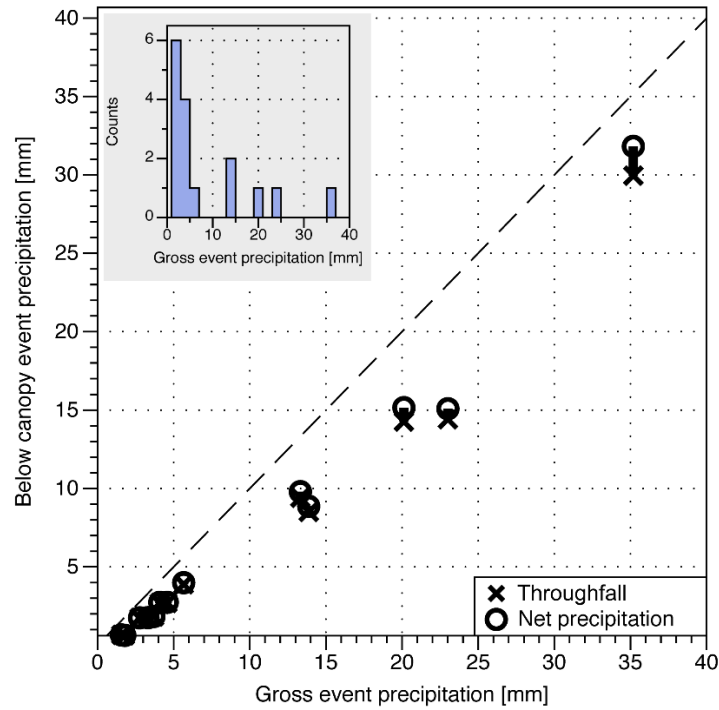 40
35
30
25
20
15
10
5
Below canopy event precipitation [mm]
6
4
2
0
Counts
0 10 20 30 40
Gross event precipitation [mm]
Throughfall
Net precipitation
0 5 10 15 20 25 30 35 40
Gross event precipitation [mm]